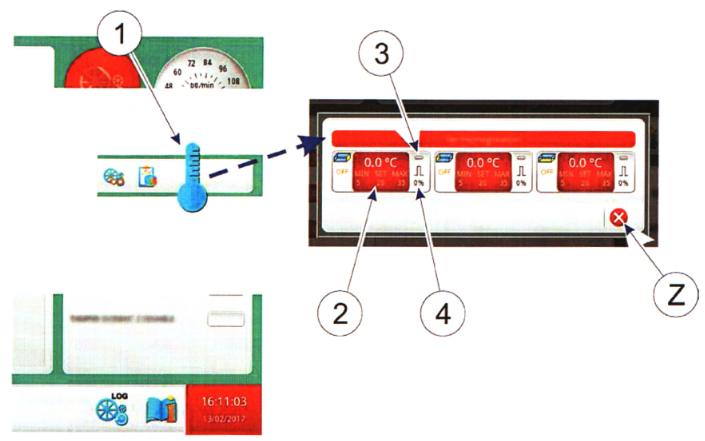 1
60 72 84 96
48 pz/min 108
3
0.0 °C
OFF MIN SET MAX
5 20 35 0%
0.0 °C
OFF MIN SET MAX
5 20 35 0%
0.0 °C
OFF MIN SET MAX
5 20 35 0%
2
4
Z
LOG
16:11:03
13/02/2017